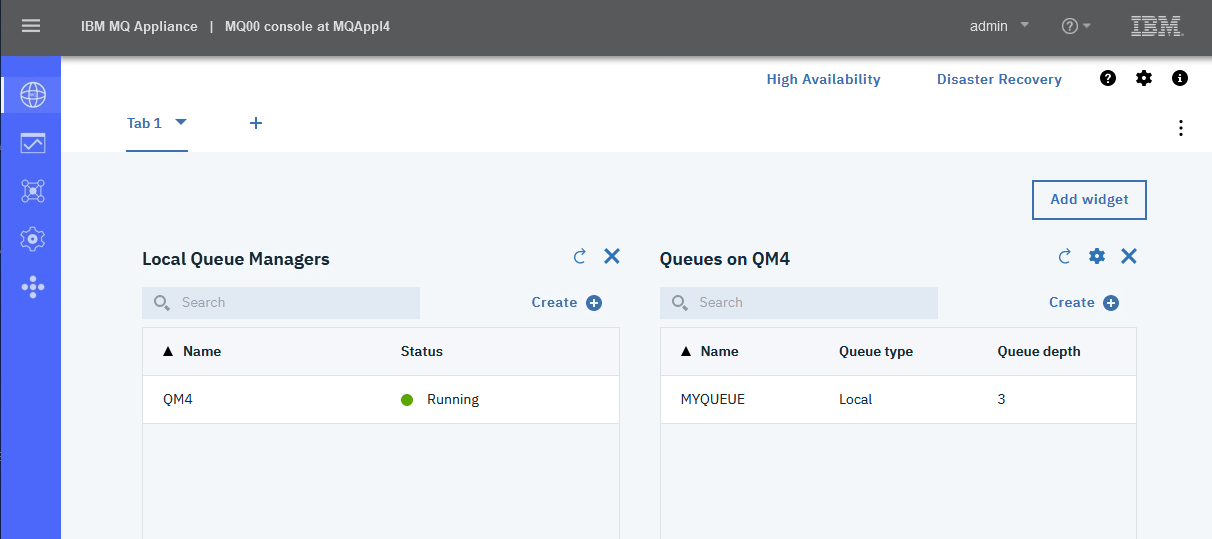 IBM MQ Appliance | MQ00 console at MQAppl4
admin
IBM
High Availability
Disaster Recovery
Tab 1
Add widget
Local Queue Managers
Search
Create
Name Status
QM4 Running
Queues on QM4
Search
Create
Name Queue type Queue depth
MYQUEUE Local 3